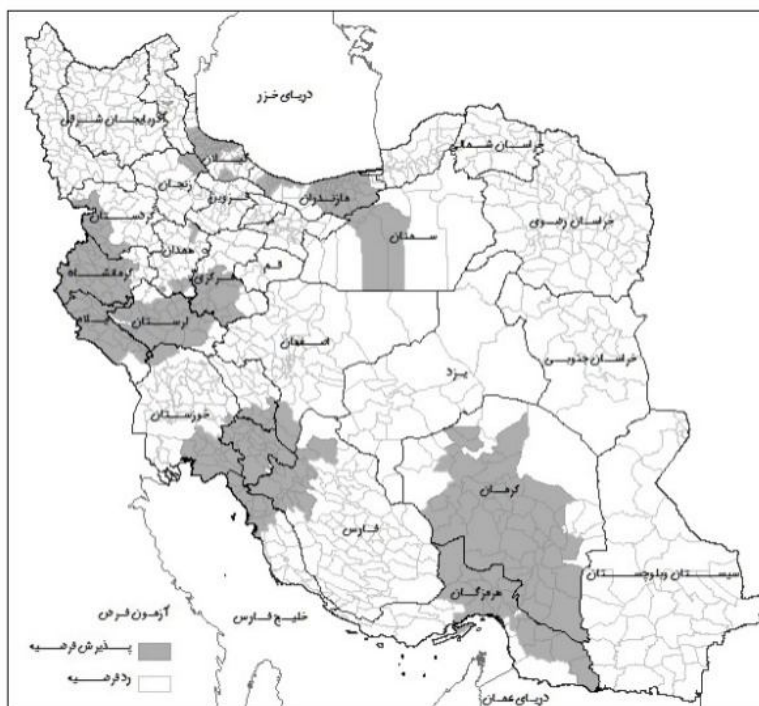 دریای خزر
آذربایجان شرقی
خراسان شمالی
گیلان
زنجان
مازندران
قزوین
کردستان
سمنان
خراسان رضوی
همدان
قم
کرمانشاه
مرکزی
لرستان
ایلام
اصفهان
خراسان جنوبی
یزد
خوزستان
کرمان
فارس
سیستان وبلوچستان
هرمزگان
آزمون فرض
خلیج فارس
پذیرش فرضیه
رد فرضیه
دریای عمان